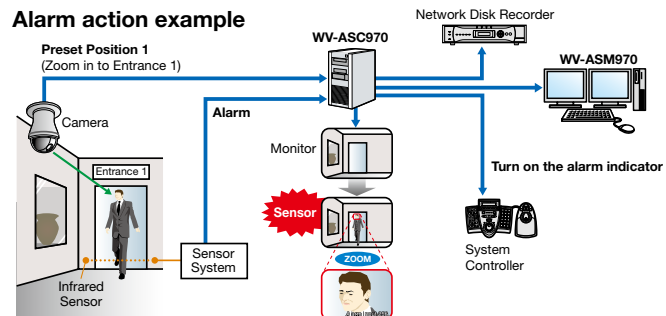 Alarm action example
Preset Position 1
(Zoom in to Entrance 1)
Camera
Entrance 1
Infrared
Sensor
Sensor
System
Alarm
WV-ASC970
Monitor
Sensor
ZOOM
Network Disk Recorder
WV-ASM970
Turn on the alarm indicator
System
Controller